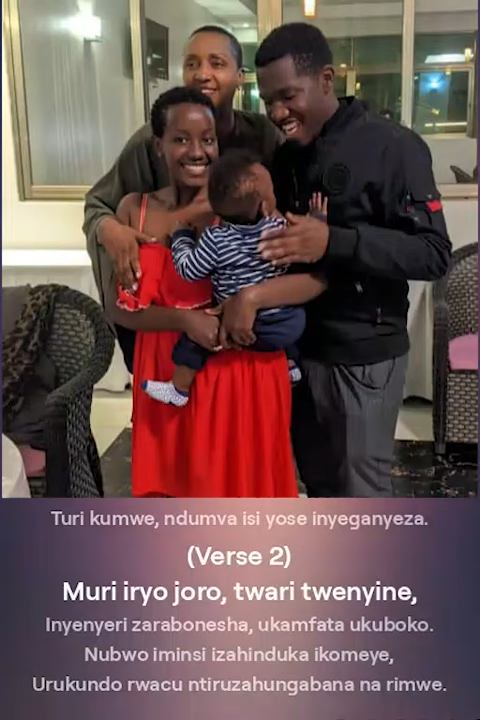 Turi kumwe, ndumva isi yose inyeganyeza.
(Verse 2)
Muri iryo joro, twari twenyine,
Inyenyeri zarabonesha, ukamfata ukuboko.
Nubwo iminsi izahinduka ikomeye,
Urukundo rwacu ntiruzahungabana na rimwe.